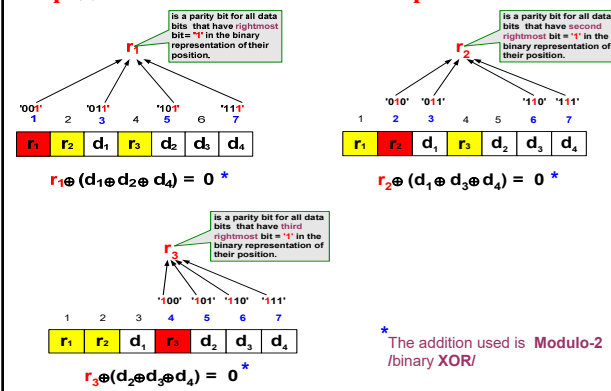 is a parity bit for all data
bits that have rightmost
bit= "1" in the binary
representation of their
position.
r1
'001' '011' '101' '111'
1 2 3 4 5 6 7
r1 r2 d1 r3 d2 d3 d4
r1⊕ (d1⊕ d2⊕ d4) = 0 *
is a parity bit for all data
bits that have second
rightmost bit = '1' in the
binary representation of
their position.
r2
'010' '011' '110' '111'
1 2 3 4 5 6 7
r1 r2 d1 r3 d2 d3 d4
r2⊕ (d1⊕ d3⊕ d4) = 0 *
is a parity bit for all data
bits that have third
rightmost bit = '1' in the
binary representation of
their position.
r3
'100' '101' '110' '111'
1 2 3 4 5 6 7
r1 r2 d1 r3 d2 d3 d4
r3⊕(d2⊕d3⊕d4) = 0 *
* The addition used is Modulo-2
/binary XOR/